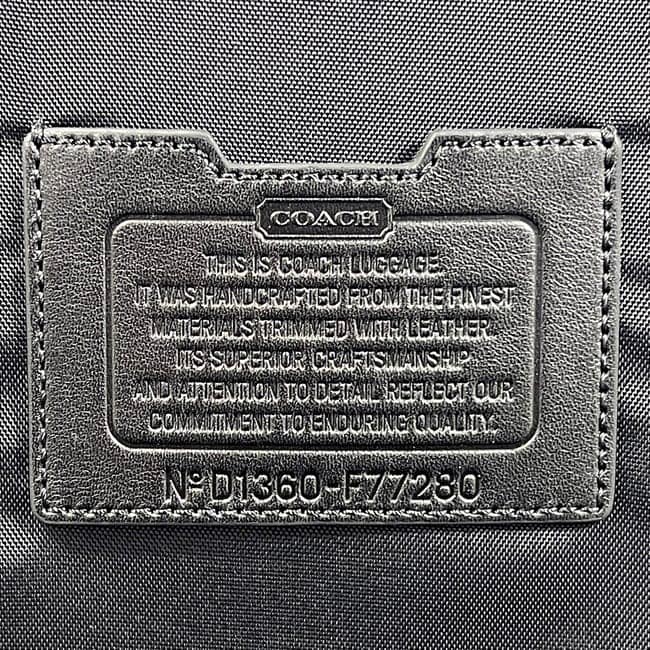 COACH
THIS IS COACH LUGGAGE.
IT WAS HANDCRAFTED FROM THE FINEST
MATERIALS TRIMMED WITH LEATHER.
ITS SUPERIOR CRAFTSMANSHIP
AND ATTENTION TO DETAIL REFLECT OUR
COMMITMENT TO ENDURING QUALITY.
Nº D1360-F77280